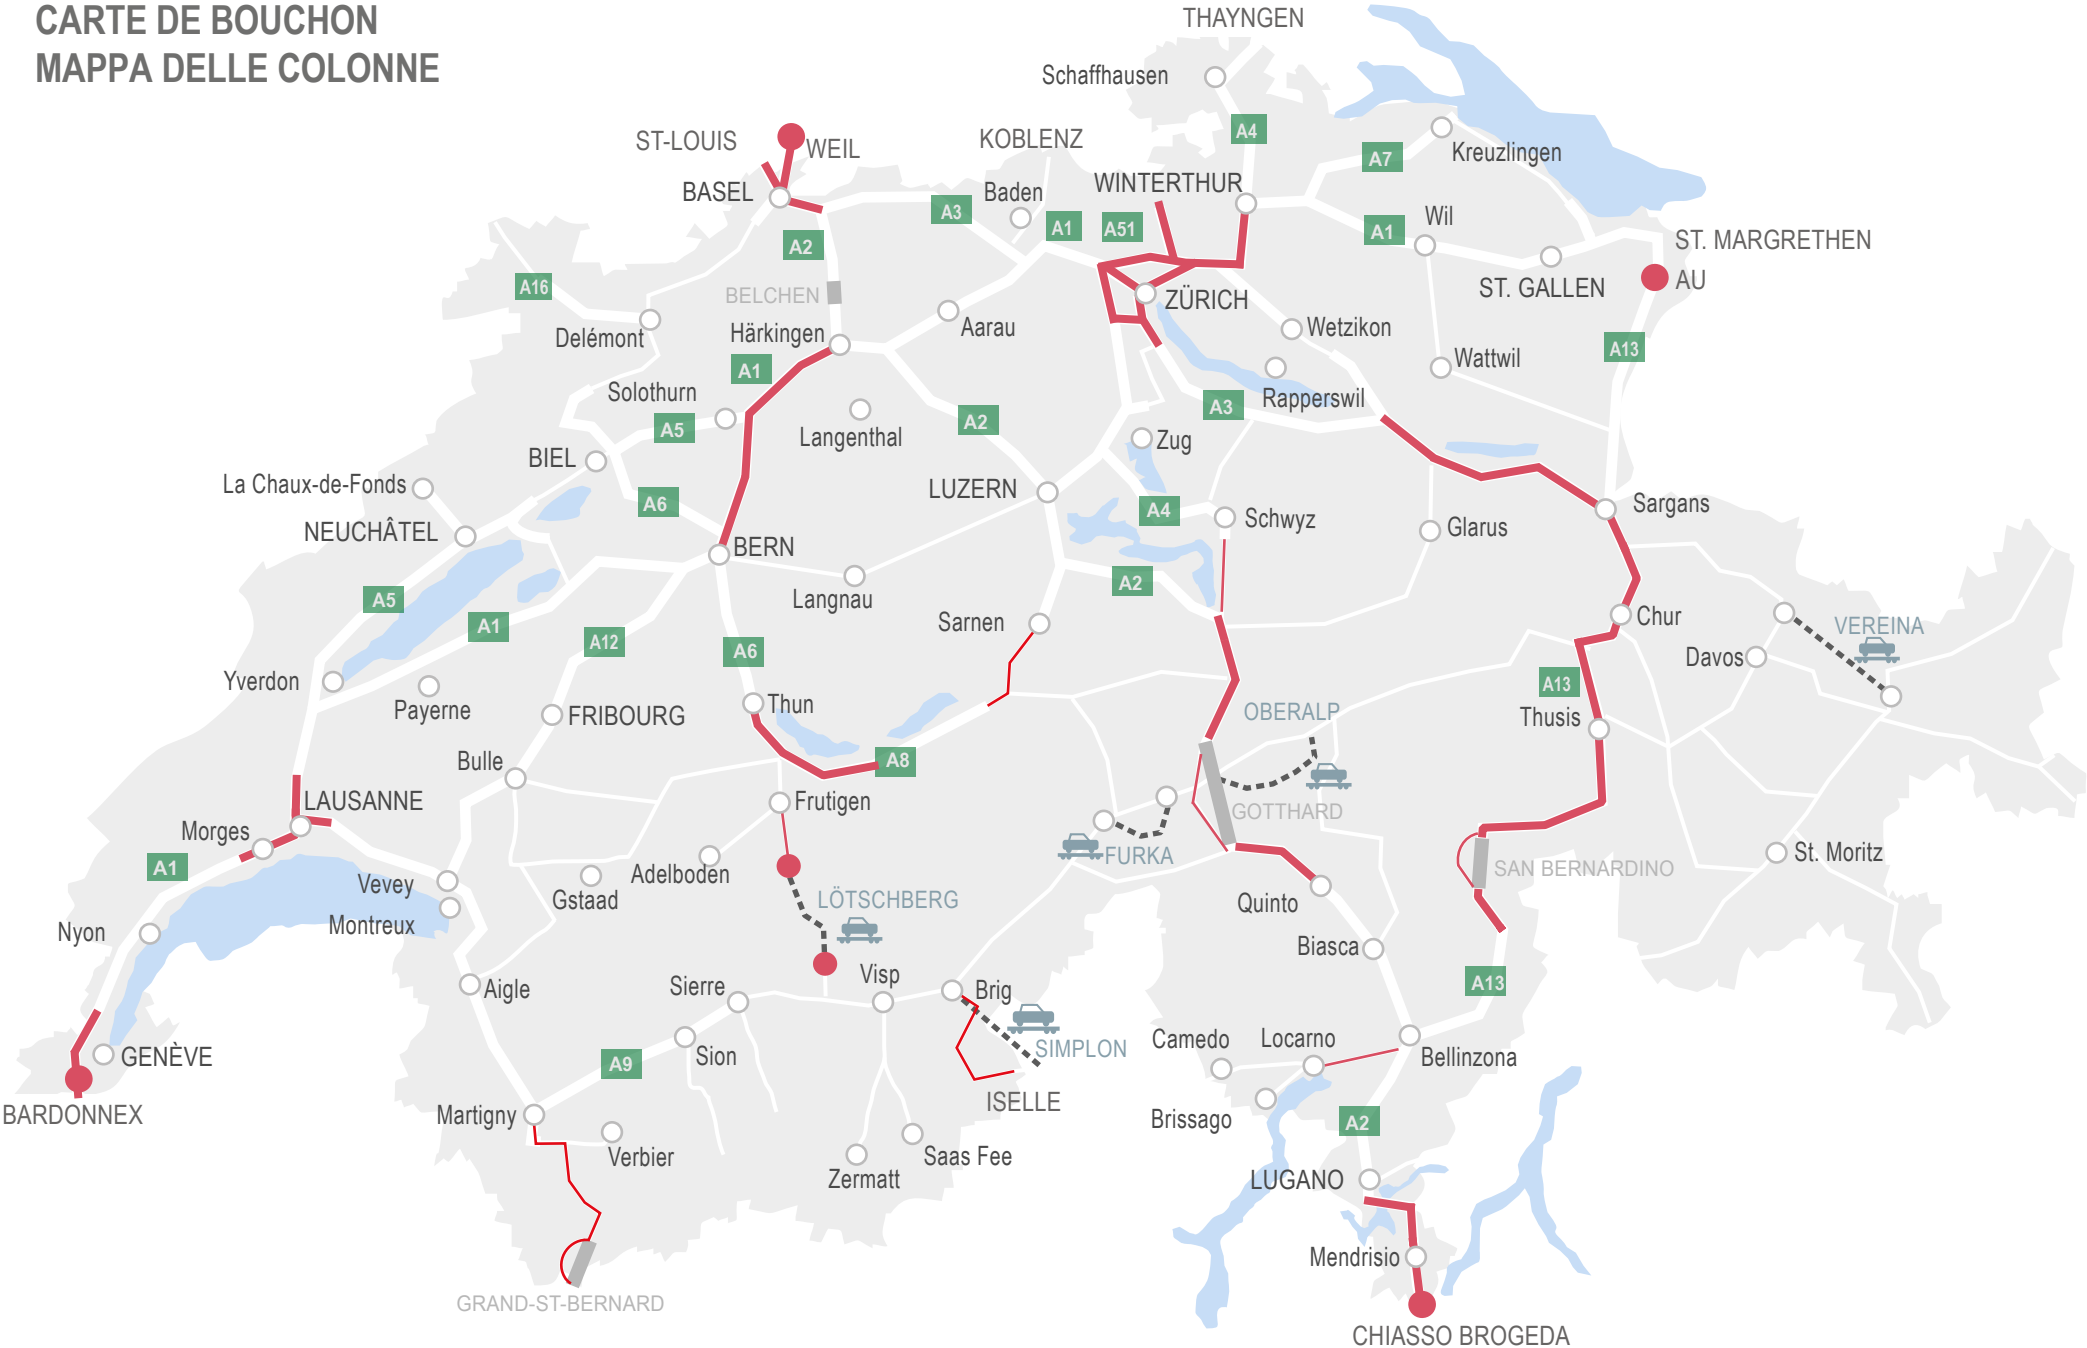 CARTE DE BOUCHON
MAPPA DELLE COLONNE
THAYNGEN
Schaffhausen
ST-LOUIS
WEIL
KOBLENZ
A4
A7
Kreuzlingen
BASEL
Baden
WINTERTHUR
A3
A1
A51
A1
Wil
A2
ST. MARGRETHEN
AU
A16
BELCHEN
ZÜRICH
ST. GALLEN
Delémont
Härkingen
Aarau
Wetzikon
Wattwil
A13
A1
Solothurn
A5
Langenthal
A2
A3
Rapperswil
BIEL
Zug
La Chaux-de-Fonds
NEUCHÂTEL
A6
LUZERN
A4
Schwyz
Glarus
Sargans
BERN
A5
A1
Langnau
A2
A12
A6
Sarnen
Chur
VEREINA
Davos
Yverdon
Payerne
FRIBOURG
Thun
OBERALP
A13
Thusis
Bulle
A8
LAUSANNE
Frutigen
GOTTHARD
Morges
A1
FURKA
St. Moritz
SAN BERNARDINO
Vevey
Adelboden
Gstaad
LÖTSCHBERG
Quinto
Montreux
Nyon
Biasca
Aigle
Sierre
Visp
Brig
A13
SIMPLON
Camedo
Locarno
Bellinzona
GENÈVE
A9
Sion
ISELLE
BARDONNEX
Martigny
Brissago
A2
Verbier
Saas Fee
Zermatt
LUGANO
Mendrisio
GRAND-ST-BERNARD
CHIASSO BROGEDA